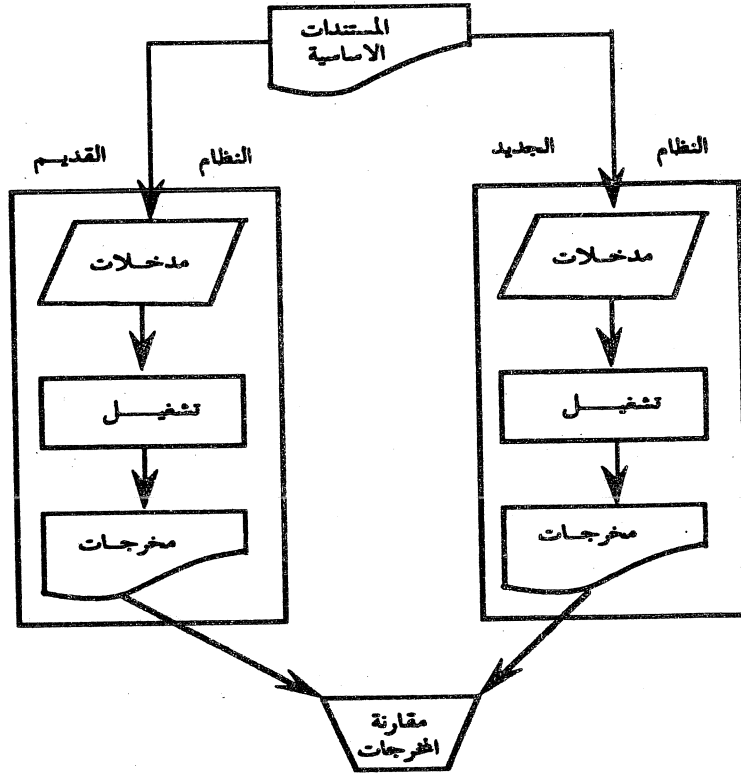 المستندات
الاساسية
النظام الجديد
النظام القديم
مدخلات
مدخلات
تشغيل
تشغيل
مخرجات
مخرجات
مقارنة
المخرجات